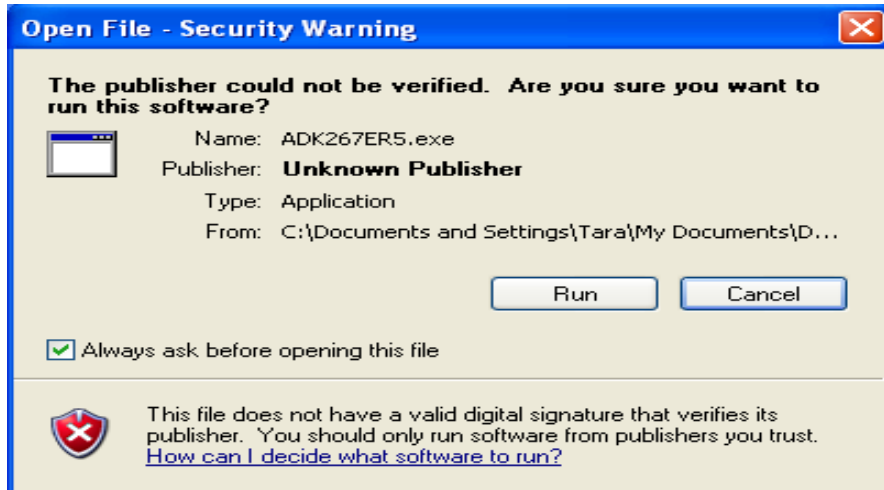 Open File - Security Warning
The publisher could not be verified. Are you sure you want to
run this software?
Name: ADK267ER5.exe
Publisher: Unknown Publisher
Type: Application
From: C:\Documents and Settings\Tara\My Documents\D...
Run Cancel
Always ask before opening this file
This file does not have a valid digital signature that verifies its
publisher. You should only run software from publishers you trust.
How can I decide what software to run?